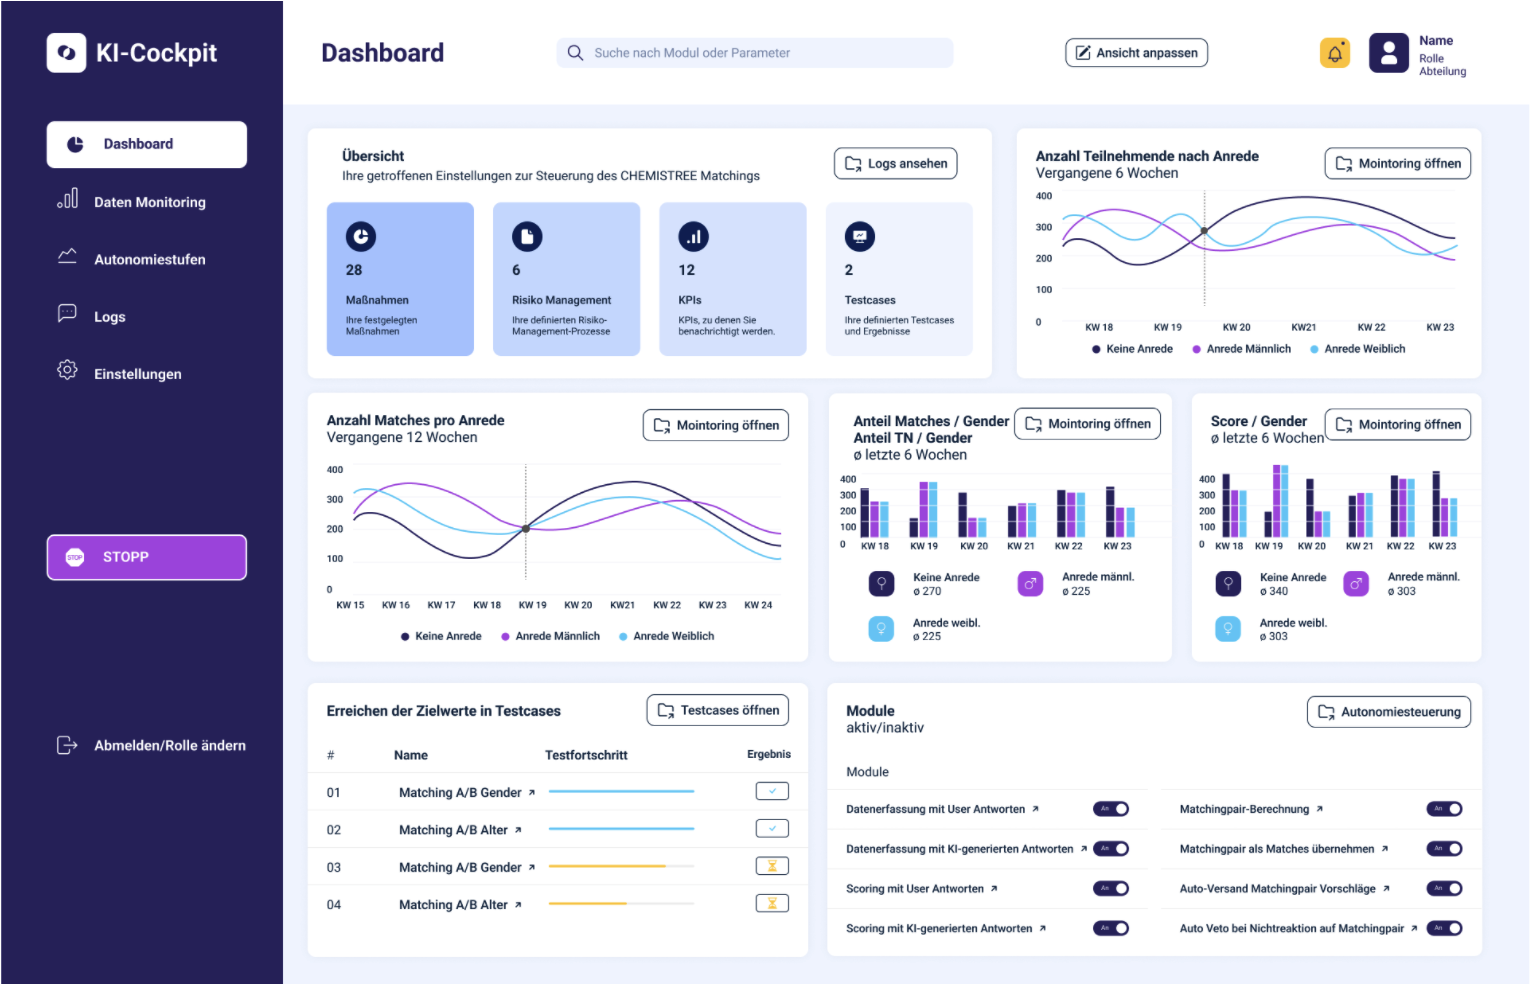 KI-Cockpit
Dashboard
Daten Monitoring
Autonomiestufen
Logs
Einstellungen
STOP
STOPP
Abmelden/Rolle ändern
Dashboard
Suche nach Modul oder Parameter
Ansicht anpassen
Name
Rolle
Abteilung
Übersicht
Ihre getroffenen Einstellungen zur Steuerung des CHEMISTREE Matchings
Logs ansehen
28
Maßnahmen
Ihre festgelegten
Maßnahmen
6
Risiko Management
Ihre definierten Risiko-
Management-Prozesse
12
KPIs
KPIs, zu denen Sie
benachrichtigt werden.
2
Testcases
Ihre definierten Testcases
und Ergebnisse
Anzahl Teilnehmende nach Anrede
Vergangene 6 Wochen
Mointoring öffnen
400
300
200
100
0
KW 18 KW 19 KW 20 KW21 KW 22 KW 23
Keine Anrede Anrede Männlich Anrede Weiblich
Anzahl Matches pro Anrede
Vergangene 12 Wochen
Mointoring öffnen
400
300
200
100
0
KW 15 KW 16 KW 17 KW 18 KW 19 KW 20 KW21 KW 22 KW 23 KW 24
Keine Anrede Anrede Männlich Anrede Weiblich
Anteil Matches / Gender
Anteil TN / Gender
ø letzte 6 Wochen
Mointoring öffnen
400
300
200
100
0
KW 18 KW 19 KW 20 KW 21 KW 22 KW 23
Keine Anrede
ø 270
Anrede männl.
ø 225
Anrede weibl.
ø 225
Score / Gender
ø letzte 6 Wochen
Mointoring öffnen
400
300
200
100
0
KW 18 KW 19 KW 20 KW 21 KW 22 KW 23
Keine Anrede
ø 340
Anrede männl.
ø 303
Anrede weibl.
ø 303
Erreichen der Zielwerte in Testcases
Testcases öffnen
# Name Testfortschritt Ergebnis
01 Matching A/B Gender
02 Matching A/B Alter
03 Matching A/B Gender
04 Matching A/B Alter
Module
aktiv/inaktiv
Autonomiesteuerung
Module
Datenerfassung mit User Antworten An
Matchingpair-Berechnung An
Datenerfassung mit KI-generierten Antworten An
Matchingpair als Matches übernehmen An
Scoring mit User Antworten An
Auto-Versand Matchingpair Vorschläge An
Scoring mit KI-generierten Antworten An
Auto Veto bei Nichtreaktion auf Matchingpair An